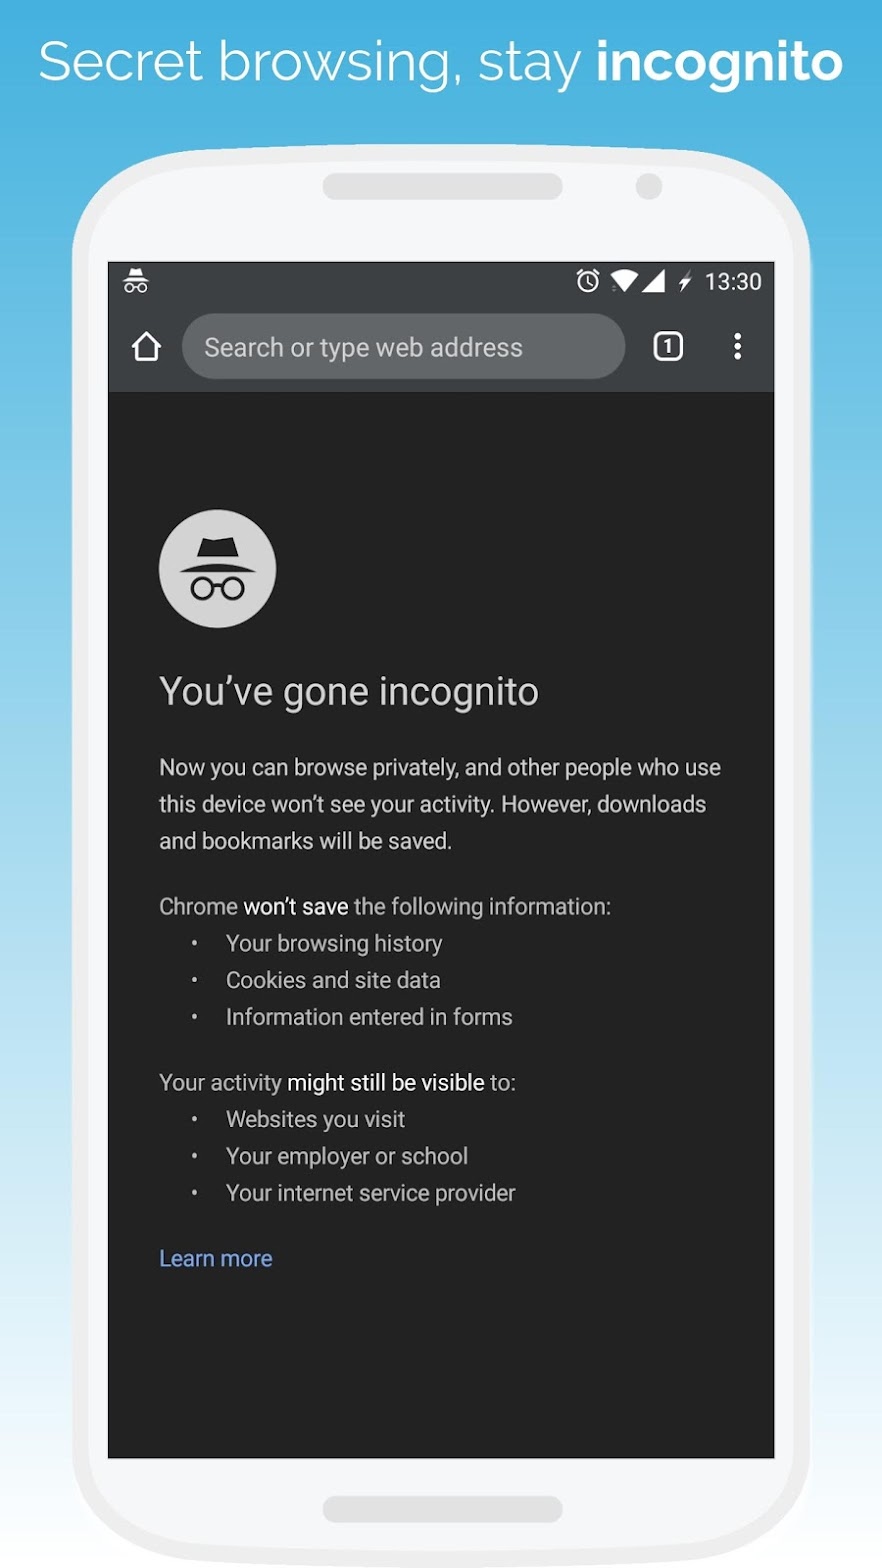 Secret browsing, stay incognito
13:30
Search or type web address
1
You’ve gone incognito
Now you can browse privately, and other people who use
this device won’t see your activity. However, downloads
and bookmarks will be saved.
Chrome won’t save the following information:
• Your browsing history
• Cookies and site data
• Information entered in forms
Your activity might still be visible to:
• Websites you visit
• Your employer or school
• Your internet service provider
Learn more